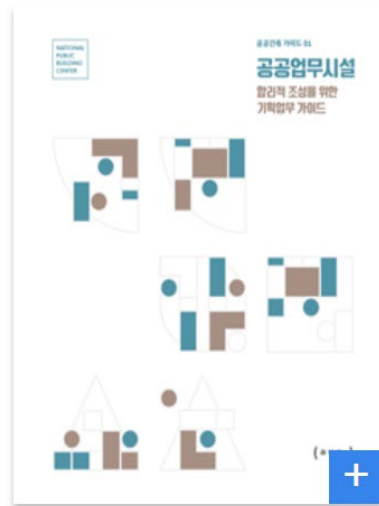 NATIONAL
PUBLIC
BUILDING
CENTER
공공건축 가이드 01
공공업무시설
합리적 조성을 위한
기획업무 가이드